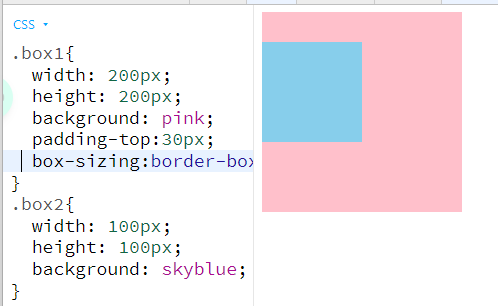 CSS
.box1{
width: 200px;
height: 200px;
background: pink;
padding-top:30px;
box-sizing:border-box
}
.box2{
width: 100px;
height: 100px;
background: skyblue;
}